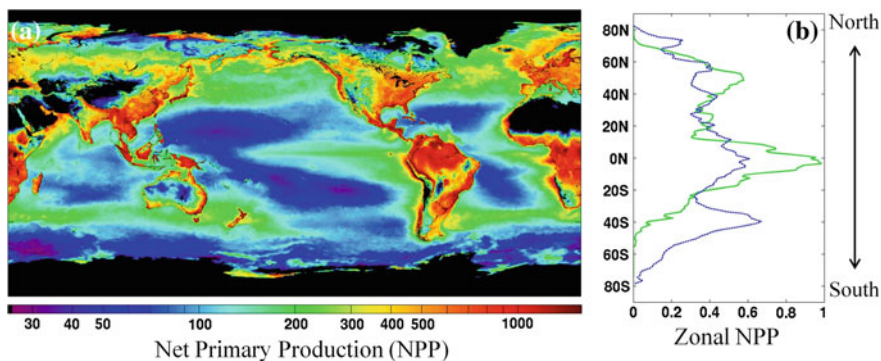 (a)
30 40 50 100 200 300 400 500 1000
Net Primary Production (NPP)
(b)
80N
60N
40N
20N
0N
20S
40S
60S
80S
0 0.2 0.4 0.6 0.8 1
Zonal NPP
North
South